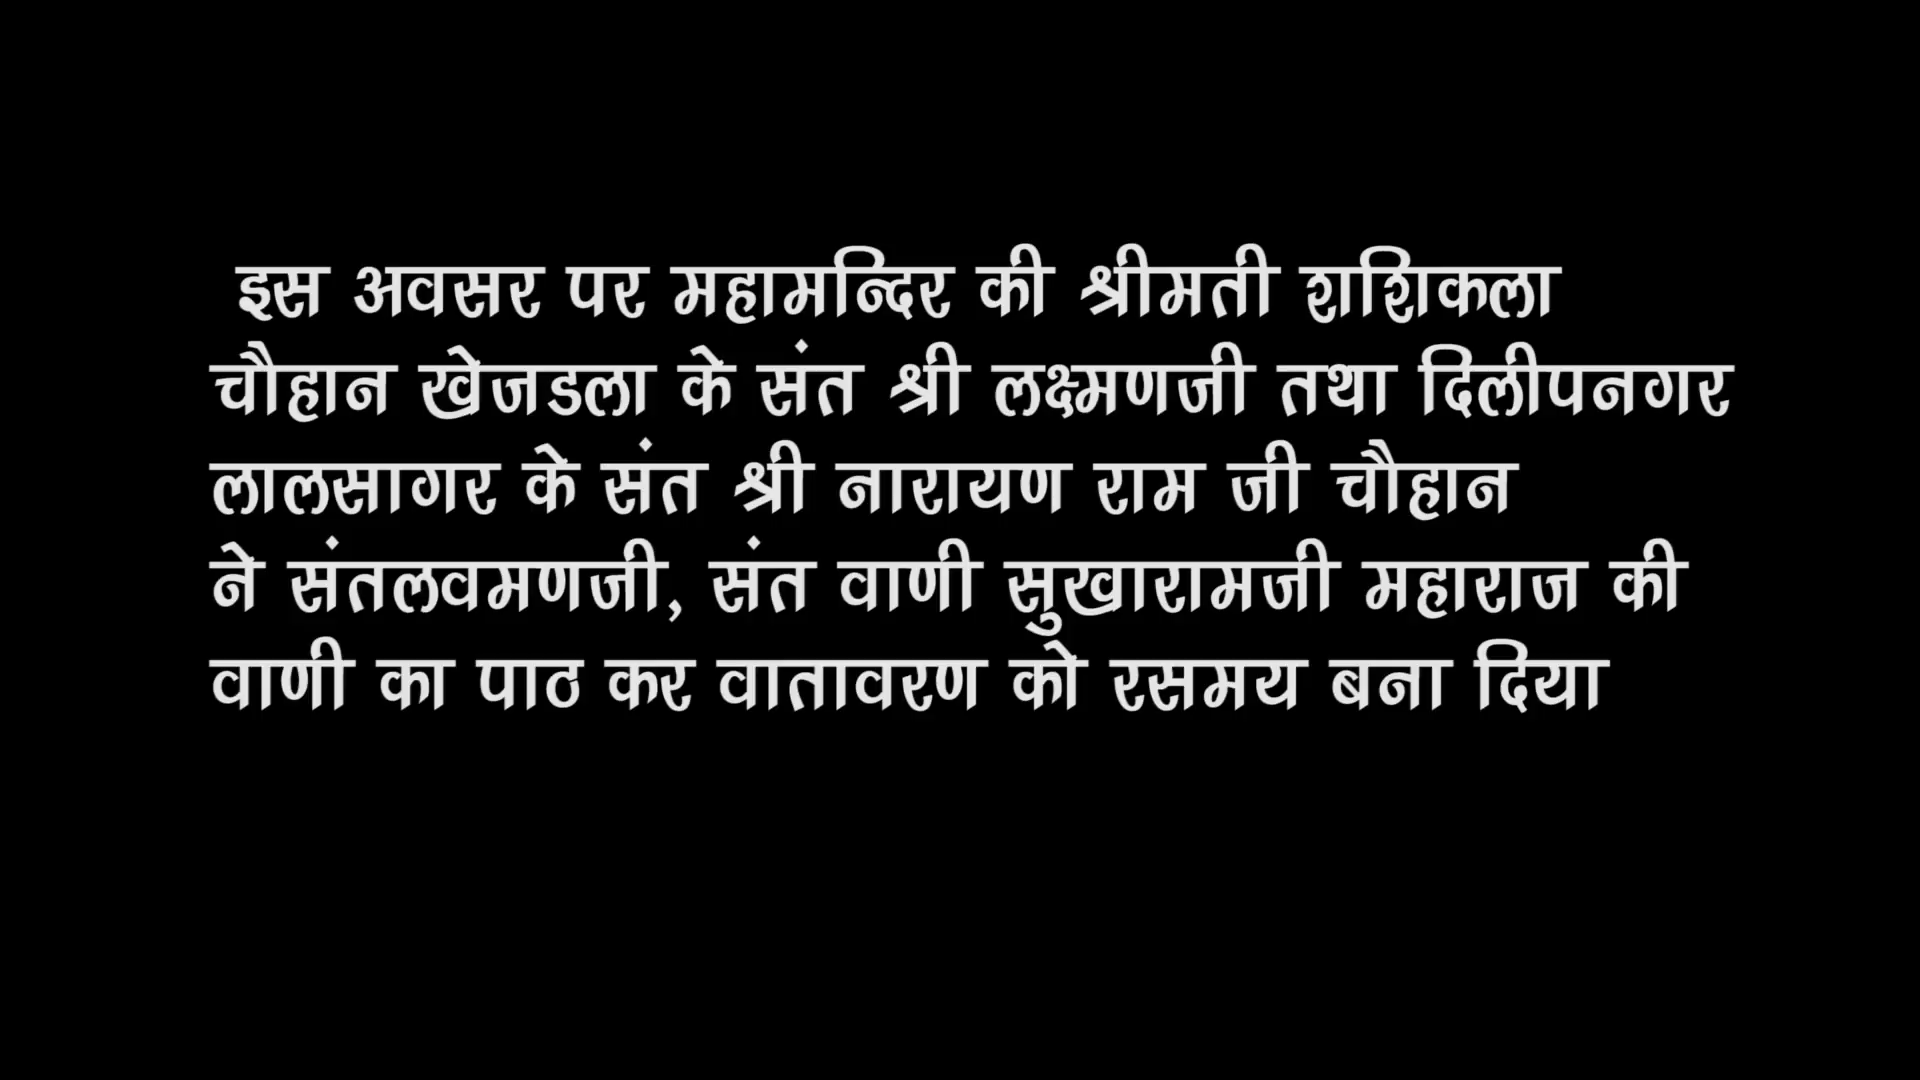 इस अवसर पर महामन्दिर की श्रीमती शशिकला
चौहान खेजडला के संत श्री लक्ष्मणजी तथा दिलीपनगर
लालसागर के संत श्री नारायण राम जी चौहान
ने संतलवमणजी, संत वाणी सुखारामजी महाराज की
वाणी का पाठ कर वातावरण को रसमय बना दिया